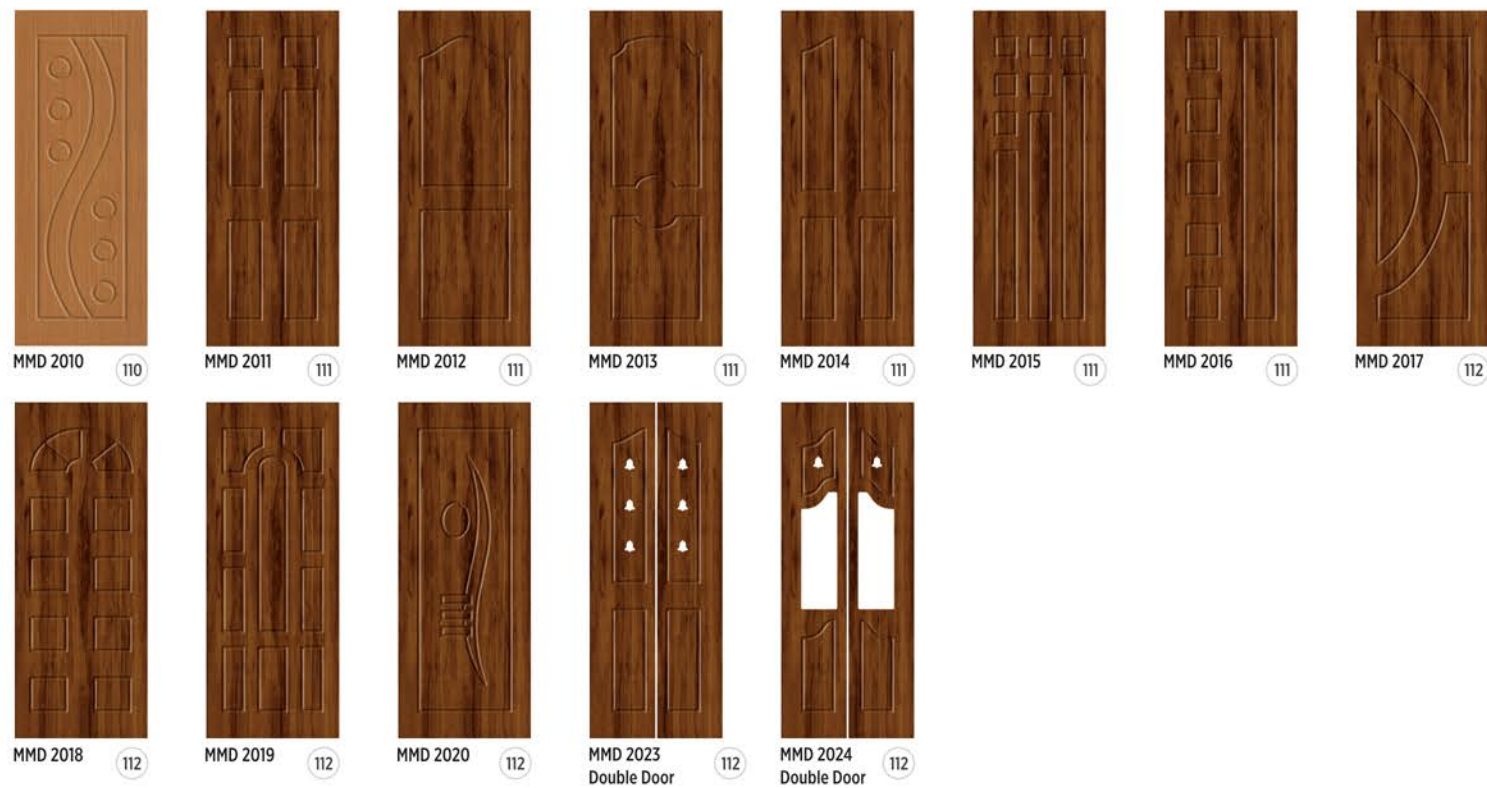 MMD 2010 110
MMD 2011 111
MMD 2012 111
MMD 2013 111
MMD 2014 111
MMD 2015 111
MMD 2016 111
MMD 2017 112
MMD 2018 112
MMD 2019 112
MMD 2020 112
MMD 2023 112
Double Door
MMD 2024 112
Double Door